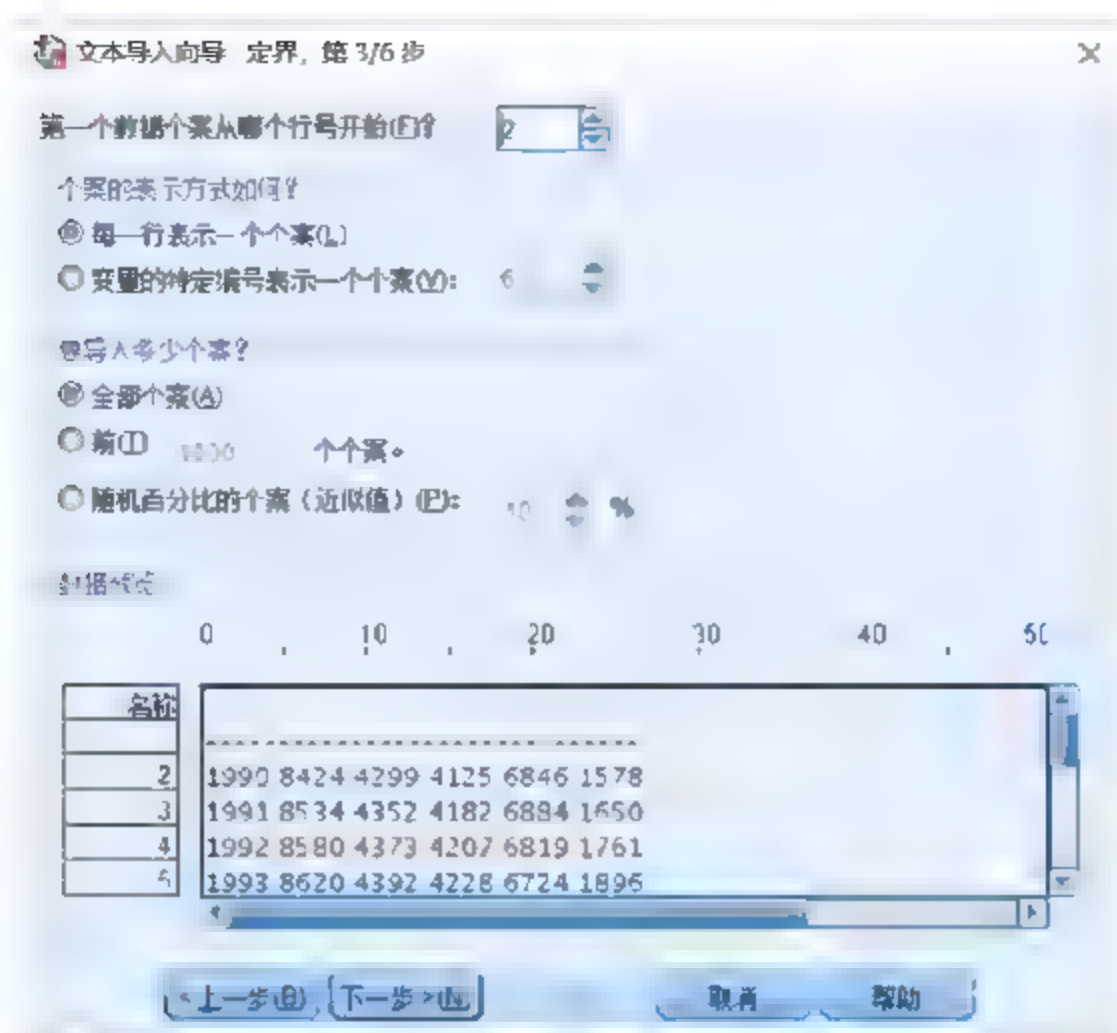 文本导入向导 定界，第 3/6 步
第一个数据个案从哪个行号开始(F)? 2
个案的表示方式如何?
每一行表示一个个案(L)
变量的特定编号表示一个个案(V): 6
要导入多少个案?
全部个案(A)
前(T) 1000 个个案。
随机百分比的个案（近似值）(P): 10 %
0 10 20 30 40 50
名称
2 1990 8424 4299 4125 6846 1578
3 1991 8534 4352 4182 6884 1650
4 1992 8580 4373 4207 6819 1761
5 1993 8620 4392 4228 6724 1896
<上一步(B) 下一步>(N) 取消 帮助